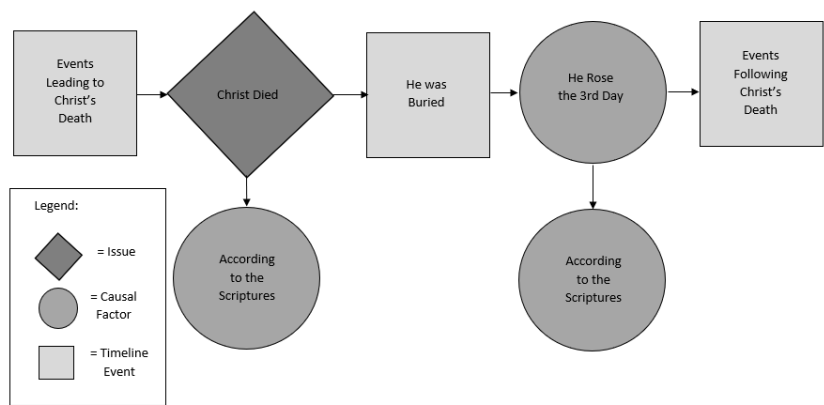 Events
Leading to
Christ's
Death
Christ Died
He was
Buried
He Rose
the 3rd Day
Events
Following
Christ's
Death
According
to the
Scriptures
According
to the
Scriptures
Legend:
= Issue
= Causal
Factor
= Timeline
Event